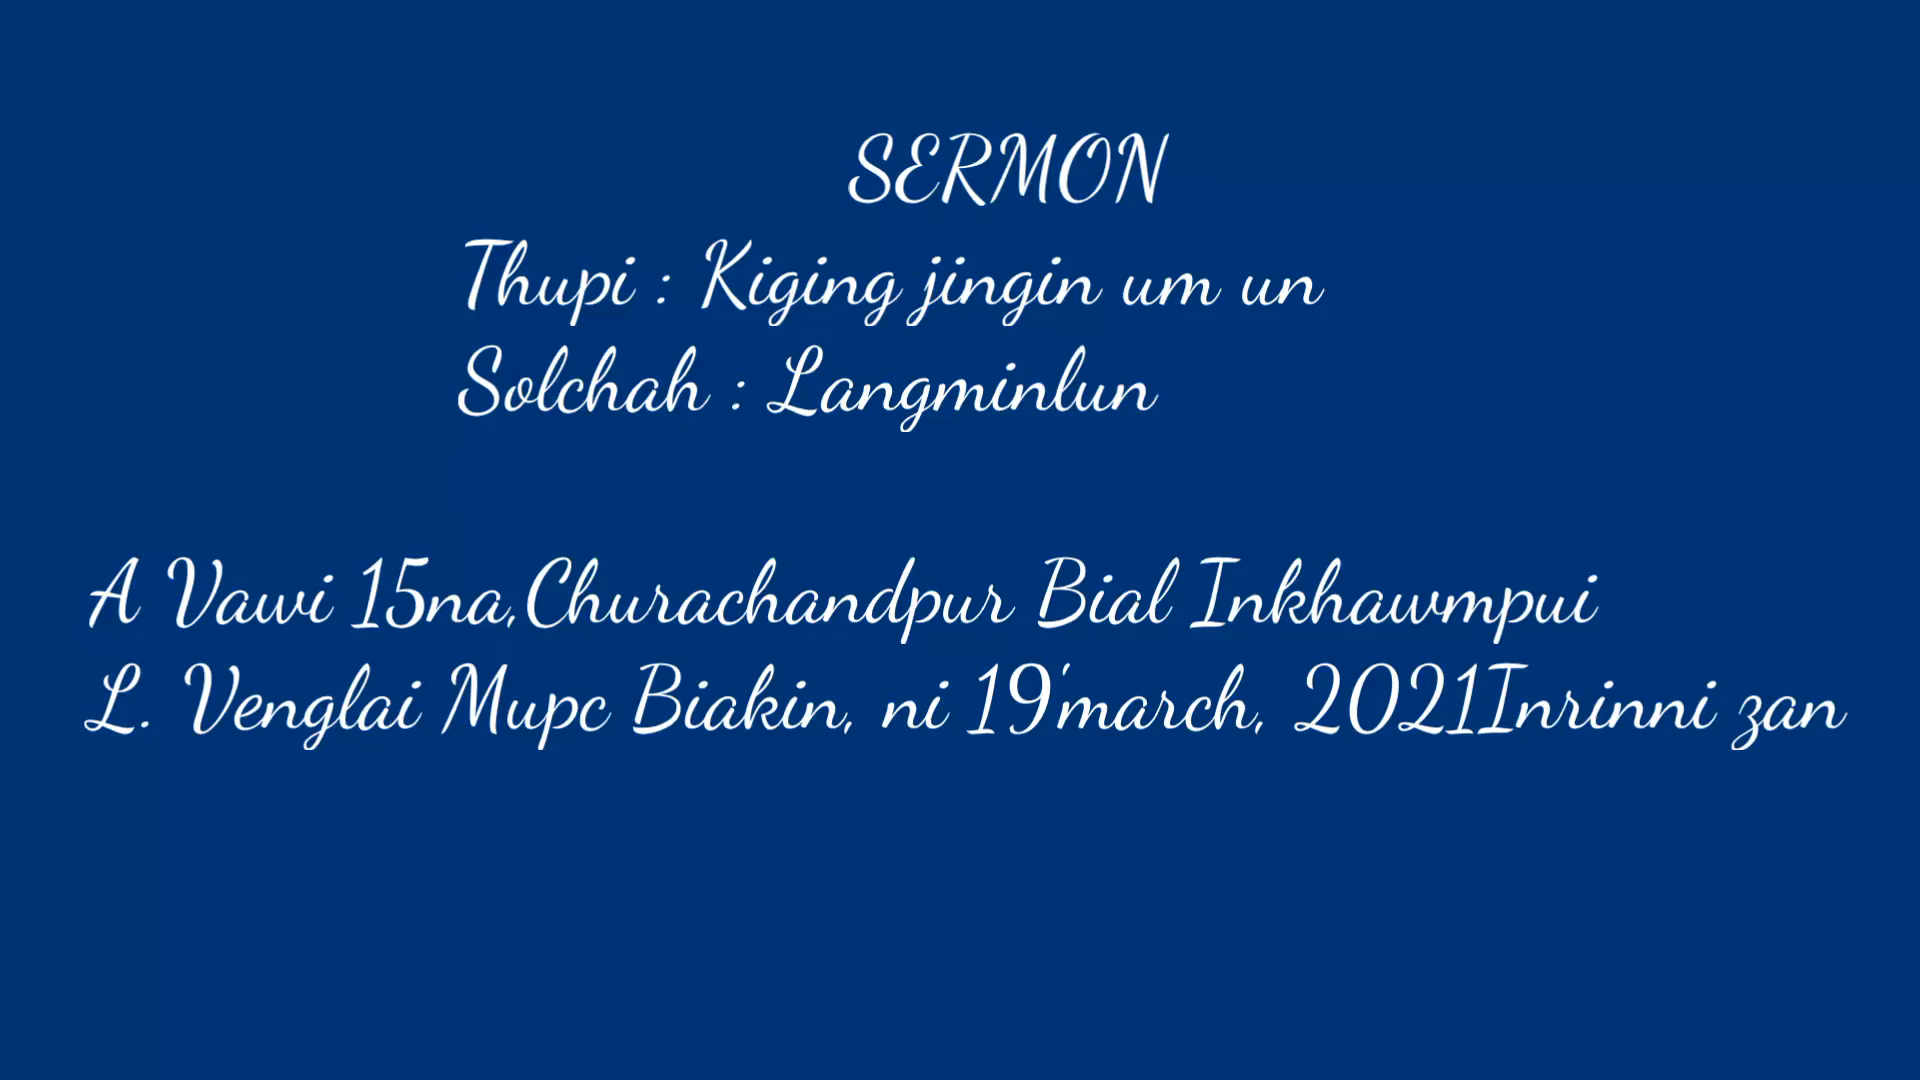 SERMON
Thupi : Kiging jingin um un
Solchah : Langminlun
A Vawi 15na,Churachandpur Bial Inkhawmpui
L. Venglai Mupc Biakin, ni 19'march, 2021Inrinni zan